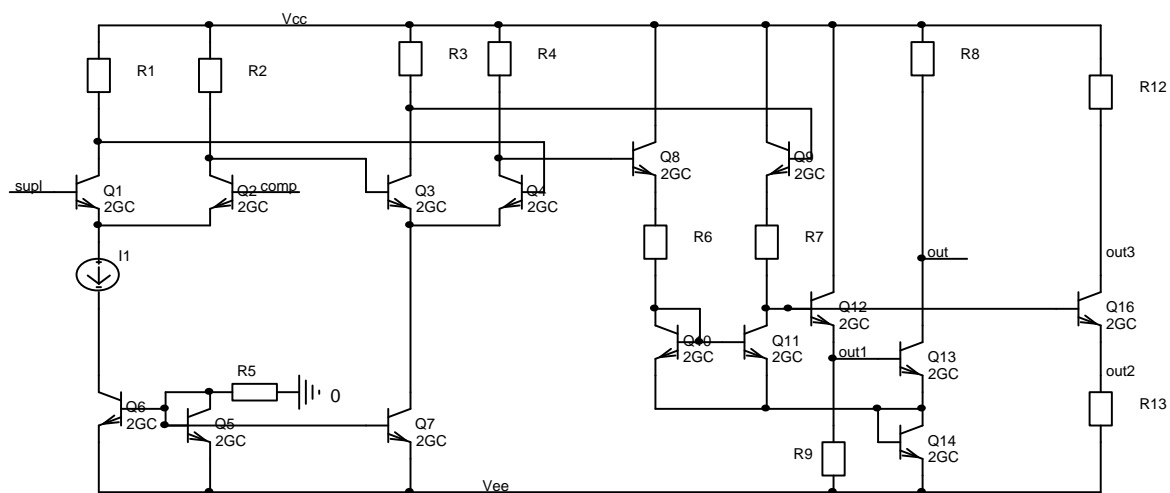 Vcc
R1
R2
R3
R4
R8
R12
supl
Q1
2GC
Q2
2GC
comp
Q3
2GC
Q4
2GC
Q8
2GC
Q9
2GC
I1
R6
R7
out
out3
Q10
2GC
Q11
2GC
Q12
2GC
out1
Q13
2GC
Q16
2GC
out2
R5
0
Q6
2GC
Q5
2GC
Q7
2GC
R9
Q14
2GC
R13
Vee